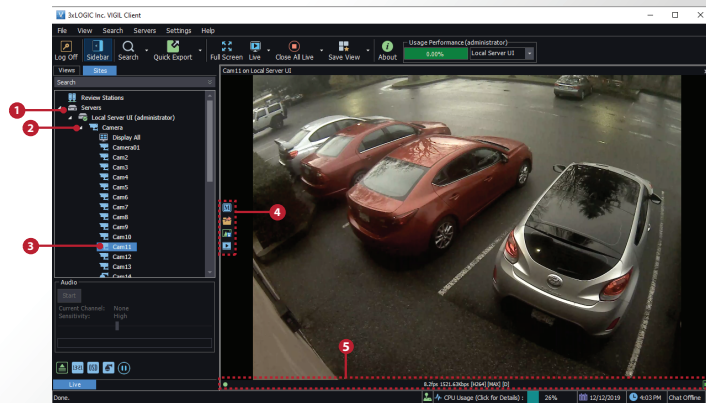 3xLOGIC Inc. VIGIL Client
File View Search Servers Settings Help
Log Off Sidebar Search Quick Export Full Screen Live Close All Live Save View About
Usage Performance (administrator)
0.00% Local Server UI
Views Sites
Cam11 on Local Server UI
Search
Review Stations
1 Servers
Local Server UI (administrator)
2 Camera
Display All
Camera01
Cam2
Cam3
Cam4
Cam5
Cam6
Cam7
Cam8
Cam9
Cam10
3 Cam11
Cam12
Cam13
Cam14
4
Audio
Start
Current Channel: None
Sensitivity: High
5
Live
8.2fps 1521.63kbps [H264] [MAX] [D]
Done.
CPU Usage (Click for Details) : 26% 12/12/2019 4:03 PM Chat Offline